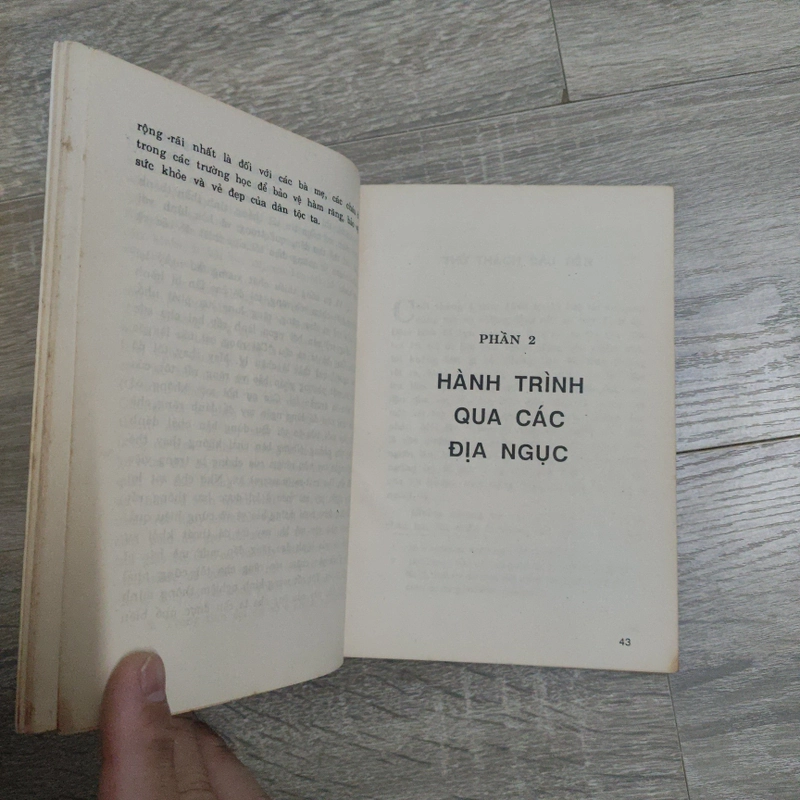 rộng rãi nhất là đối với các bà mẹ, các
trong các trường học để bảo vệ hàm răng,
sức khỏe và vẻ đẹp của dân tộc ta.
PHẦN 2
HÀNH TRÌNH
QUA CÁC
ĐỊA NGỤC
43